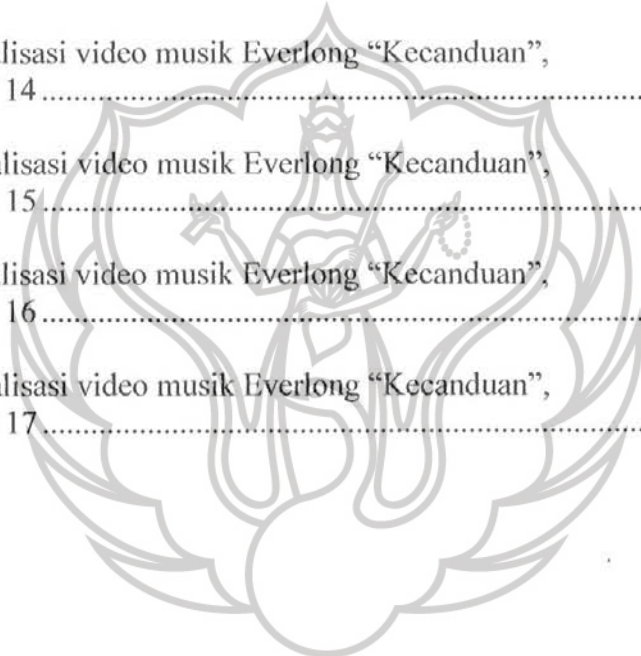 lisasi video musik Everlong “Kecanduan”,
14 ........................................................................
lisasi video musik Everlong “Kecanduan”,
15 ........................................................................
lisasi video musik Everlong “Kecanduan”,
16 ........................................................................
alisasi video musik Everlong “Kecanduan”,
17 ........................................................................